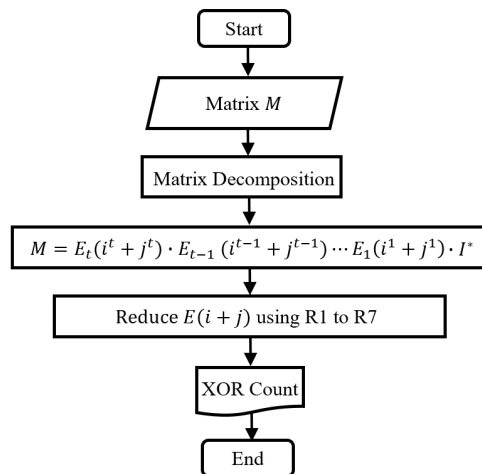 Start
Matrix M
Matrix Decomposition
M = E_t(i^t + j^t) · E_{t−1} (i^{t−1} + j^{t−1}) ⋯ E_1(i^1 + j^1) · I^*
Reduce E(i + j) using R1 to R7
XOR Count
End